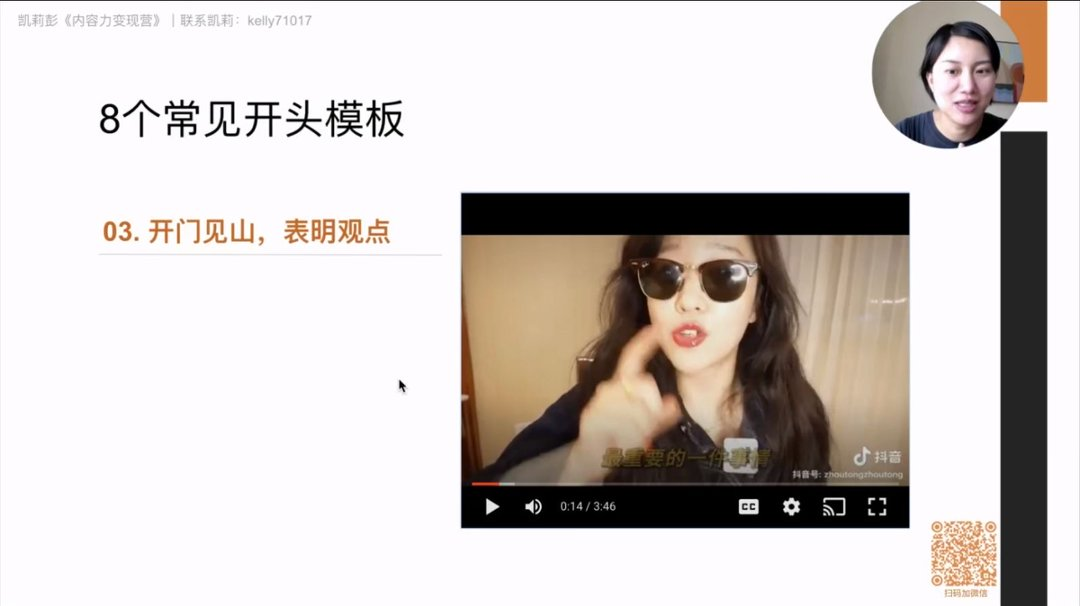 凯莉彭《内容力变现营》｜联系凯莉：kelly71017
8个常见开头模板
03. 开门见山，表明观点
最重要的一件事情
抖音
抖音号: zhoutongzhoutong
0:14 / 3:46
CC
扫码加微信